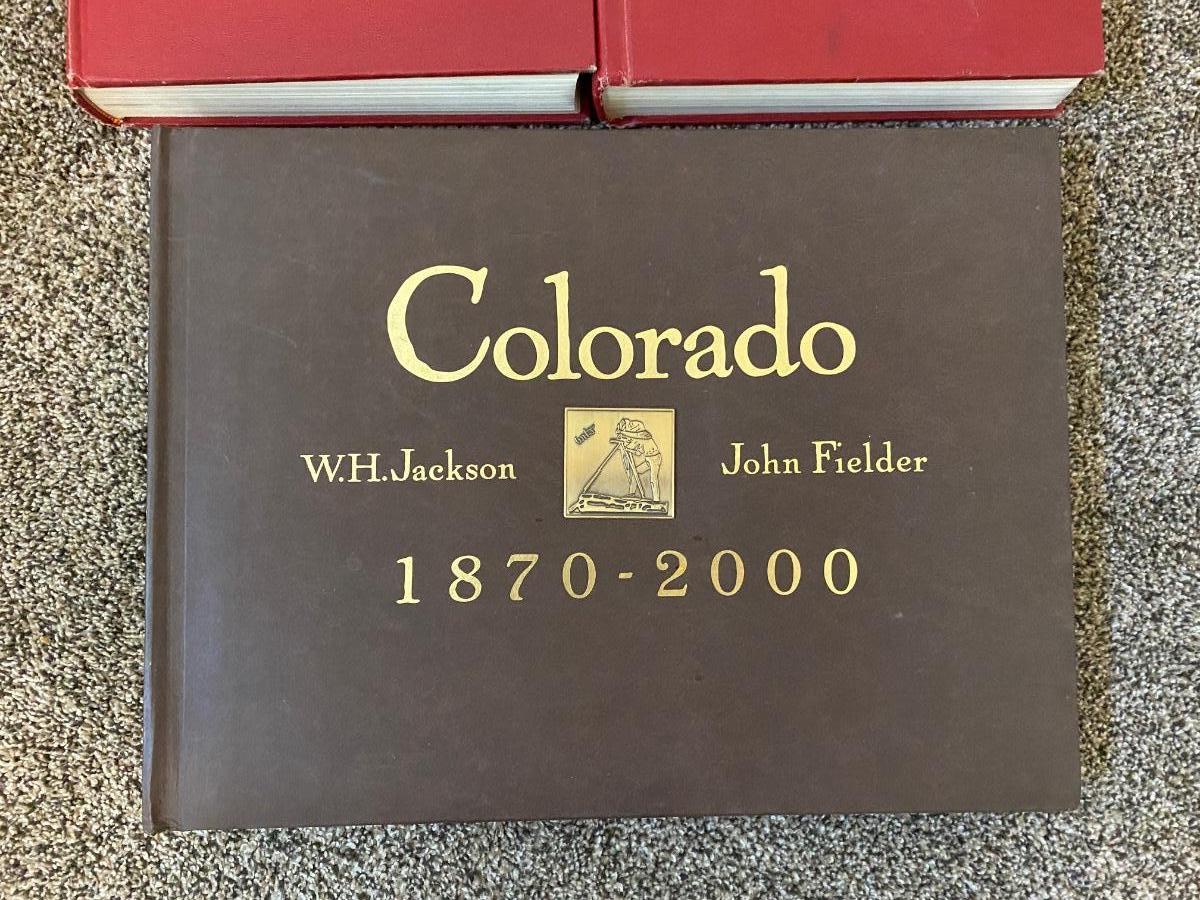 Colorado
W.H. Jackson
John Fielder
1870-2000